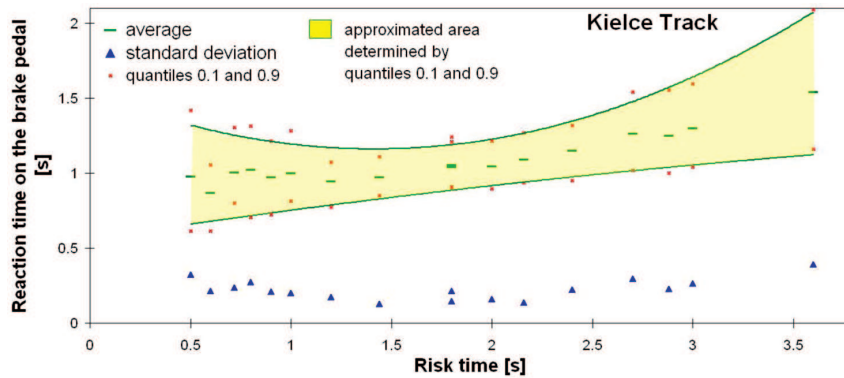 Kielce Track
average
standard deviation
quantiles 0.1 and 0.9
approximated area
determined by
quantiles 0.1 and 0.9
Reaction time on the brake pedal
[s]
2
1.5
1
0.5
0
0
0.5
1
1.5
2
2.5
3
3.5
Risk time [s]